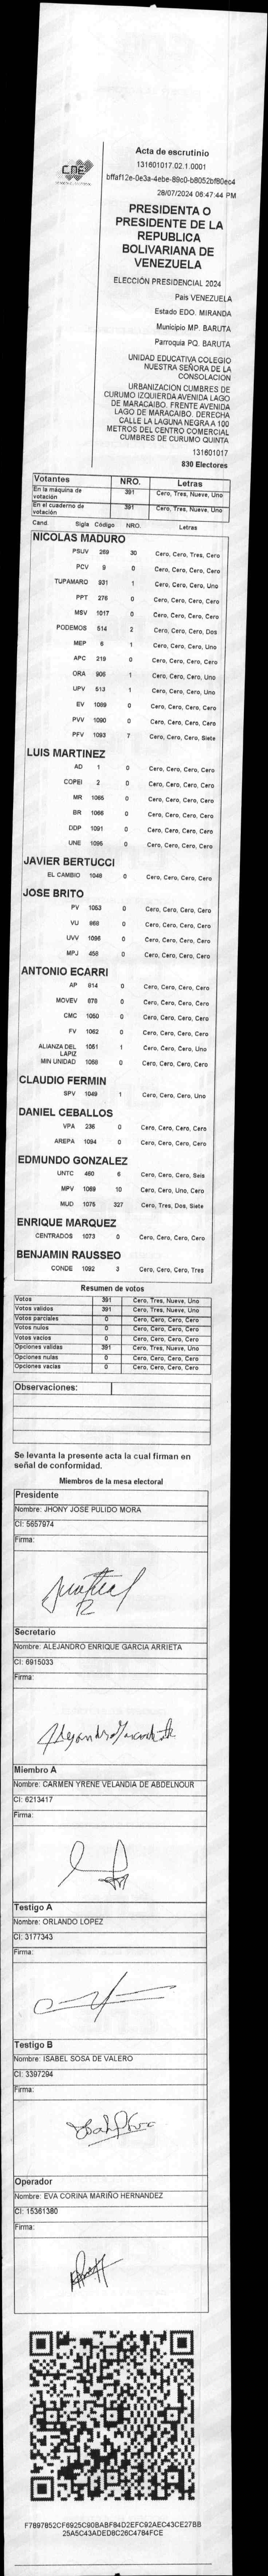 CNE
Acta de escrutinio
131601017.02.1.0001
bffaf12e-0e3a-4ebe-89c0-b8052bf80ec4
28/07/2024 06:47:44 PM
PRESIDENTA O
PRESIDENTE DE LA
REPUBLICA
BOLIVARIANA DE
VENEZUELA
ELECCIÓN PRESIDENCIAL 2024
Pais VENEZUELA
Estado EDO. MIRANDA
Municipio MP. BARUTA
Parroquia PQ. BARUTA
UNIDAD EDUCATIVA COLEGIO
NUESTRA SEÑORA DE LA
CONSOLACION
URBANIZACION CUMBRES DE
CURUMO IZQUIERDA AVENIDA LAGO
DE MARACAIBO. FRENTE AVENIDA
LAGO DE MARACAIBO. DERECHA
CALLE LA LAGUNA NEGRA A 100
METROS DEL CENTRO COMERCIAL
CUMBRES DE CURUMO QUINTA
131601017
830 Electores
Votantes NRO. Letras
En la máquina de votación 391 Cero, Tres, Nueve, Uno
En el cuaderno de votación 391 Cero, Tres, Nueve, Uno
Cand Sigla Código NRO. Letras
NICOLAS MADURO
PSUV 269 30 Cero, Cero, Tres, Cero
PCV 9 0 Cero, Cero, Cero, Cero
TUPAMARO 931 1 Cero, Cero, Cero, Uno
PPT 276 0 Cero, Cero, Cero, Cero
MSV 1017 0 Cero, Cero, Cero, Cero
PODEMOS 514 2 Cero, Cero, Cero, Dos
MEP 6 1 Cero, Cero, Cero, Uno
APC 219 0 Cero, Cero, Cero, Cero
ORA 906 1 Cero, Cero, Cero, Uno
UPV 513 1 Cero, Cero, Cero, Uno
EV 1089 0 Cero, Cero, Cero, Cero
PVV 1090 0 Cero, Cero, Cero, Cero
PFV 1093 7 Cero, Cero, Cero, Siete
LUIS MARTINEZ
AD 1 0 Cero, Cero, Cero, Cero
COPEI 2 0 Cero, Cero, Cero, Cero
MR 1065 0 Cero, Cero, Cero, Cero
BR 1066 0 Cero, Cero, Cero, Cero
DDP 1091 0 Cero, Cero, Cero, Cero
UNE 1095 0 Cero, Cero, Cero, Cero
JAVIER BERTUCCI
EL CAMBIO 1048 0 Cero, Cero, Cero, Cero
JOSE BRITO
PV 1053 0 Cero, Cero, Cero, Cero
VU 968 0 Cero, Cero, Cero, Cero
UVV 1096 0 Cero, Cero, Cero, Cero
MPJ 456 0 Cero, Cero, Cero, Cero
ANTONIO ECARRI
AP 614 0 Cero, Cero, Cero, Cero
MOVEV 878 0 Cero, Cero, Cero, Cero
CMC 1050 0 Cero, Cero, Cero, Cero
FV 1062 0 Cero, Cero, Cero, Cero
ALIANZA DEL LAPIZ 1051 1 Cero, Cero, Cero, Uno
MIN UNIDAD 1058 0 Cero, Cero, Cero, Cero
CLAUDIO FERMIN
SPV 1049 1 Cero, Cero, Cero, Uno
DANIEL CEBALLOS
VPA 236 0 Cero, Cero, Cero, Cero
AREPA 1094 0 Cero, Cero, Cero, Cero
EDMUNDO GONZALEZ
UNTC 460 6 Cero, Cero, Cero, Seis
MPV 1069 10 Cero, Cero, Uno, Cero
MUD 1075 327 Cero, Tres, Dos, Siete
ENRIQUE MARQUEZ
CENTRADOS 1073 0 Cero, Cero, Cero, Cero
BENJAMIN RAUSSEO
CONDE 1092 3 Cero, Cero, Cero, Tres
Resumen de votos
Votos 391 Cero, Tres, Nueve, Uno
Votos validos 391 Cero, Tres, Nueve, Uno
Votos parciales 0 Cero, Cero, Cero, Cero
Votos nulos 0 Cero, Cero, Cero, Cero
Votos vacios 0 Cero, Cero, Cero, Cero
Opciones validas 391 Cero, Tres, Nueve, Uno
Opciones nulas 0 Cero, Cero, Cero, Cero
Opciones vacias 0 Cero, Cero, Cero, Cero
Observaciones:
Se levanta la presente acta la cual firman en
señal de conformidad.
Miembros de la mesa electoral
Presidente
Nombre: JHONY JOSE PULIDO MORA
CI: 5657974
Firma:
Secretario
Nombre: ALEJANDRO ENRIQUE GARCIA ARRIETA
CI: 6915033
Firma:
Miembro A
Nombre: CARMEN YRENE VELANDIA DE ABDELNOUR
CI: 6213417
Firma:
Testigo A
Nombre: ORLANDO LOPEZ
CI: 3177343
Firma:
Testigo B
Nombre: ISABEL SOSA DE VALERO
CI: 3397294
Firma:
Operador
Nombre: EVA CORINA MARIÑO HERNANDEZ
CI: 15361380
Firma:
F7897852CF6925C90BABF84D2EFC92AEC43CE27BB
25A5C43ADED8C26C4784FCE